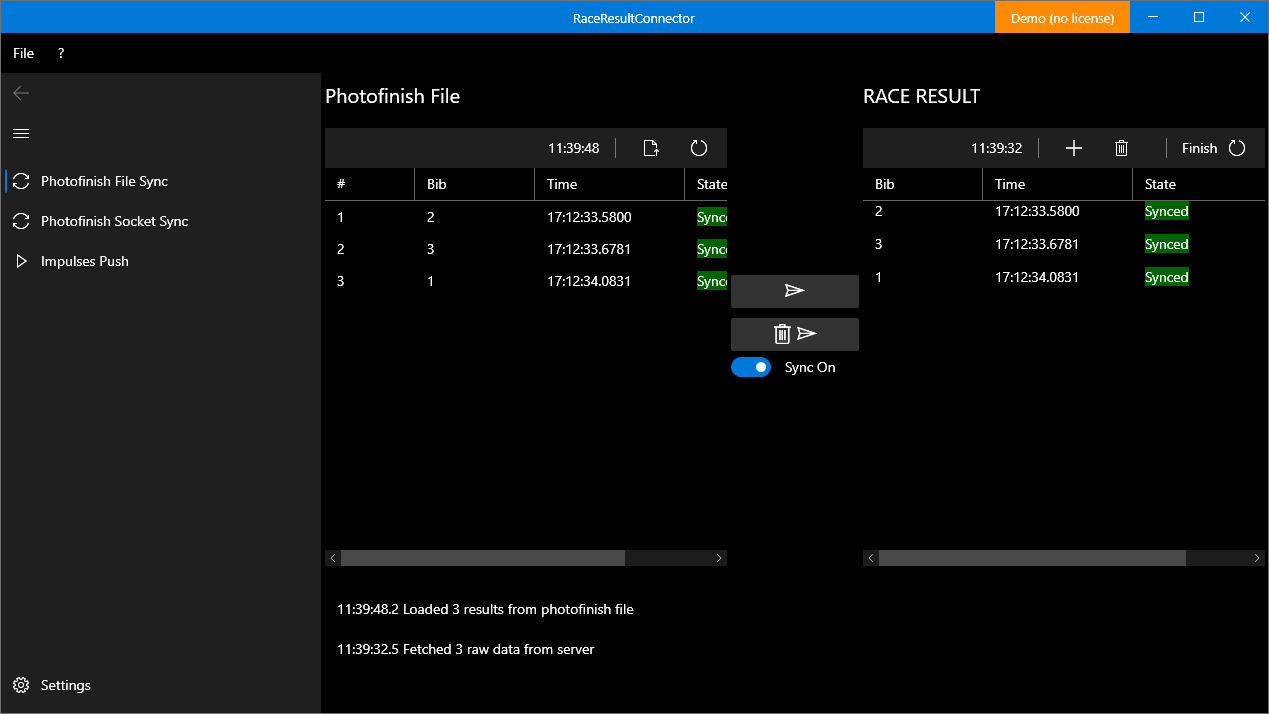 RaceResultConnector
Demo (no license)
File ?
Photofinish File Sync
Photofinish Socket Sync
Impulses Push
Settings
Photofinish File
11:39:48
# Bib Time State
1 2 17:12:33.5800 Sync
2 3 17:12:33.6781 Sync
3 1 17:12:34.0831 Sync
Sync On
RACE RESULT
11:39:32 Finish
Bib Time State
2 17:12:33.5800 Synced
3 17:12:33.6781 Synced
1 17:12:34.0831 Synced
11:39:48.2 Loaded 3 results from photofinish file
11:39:32.5 Fetched 3 raw data from server